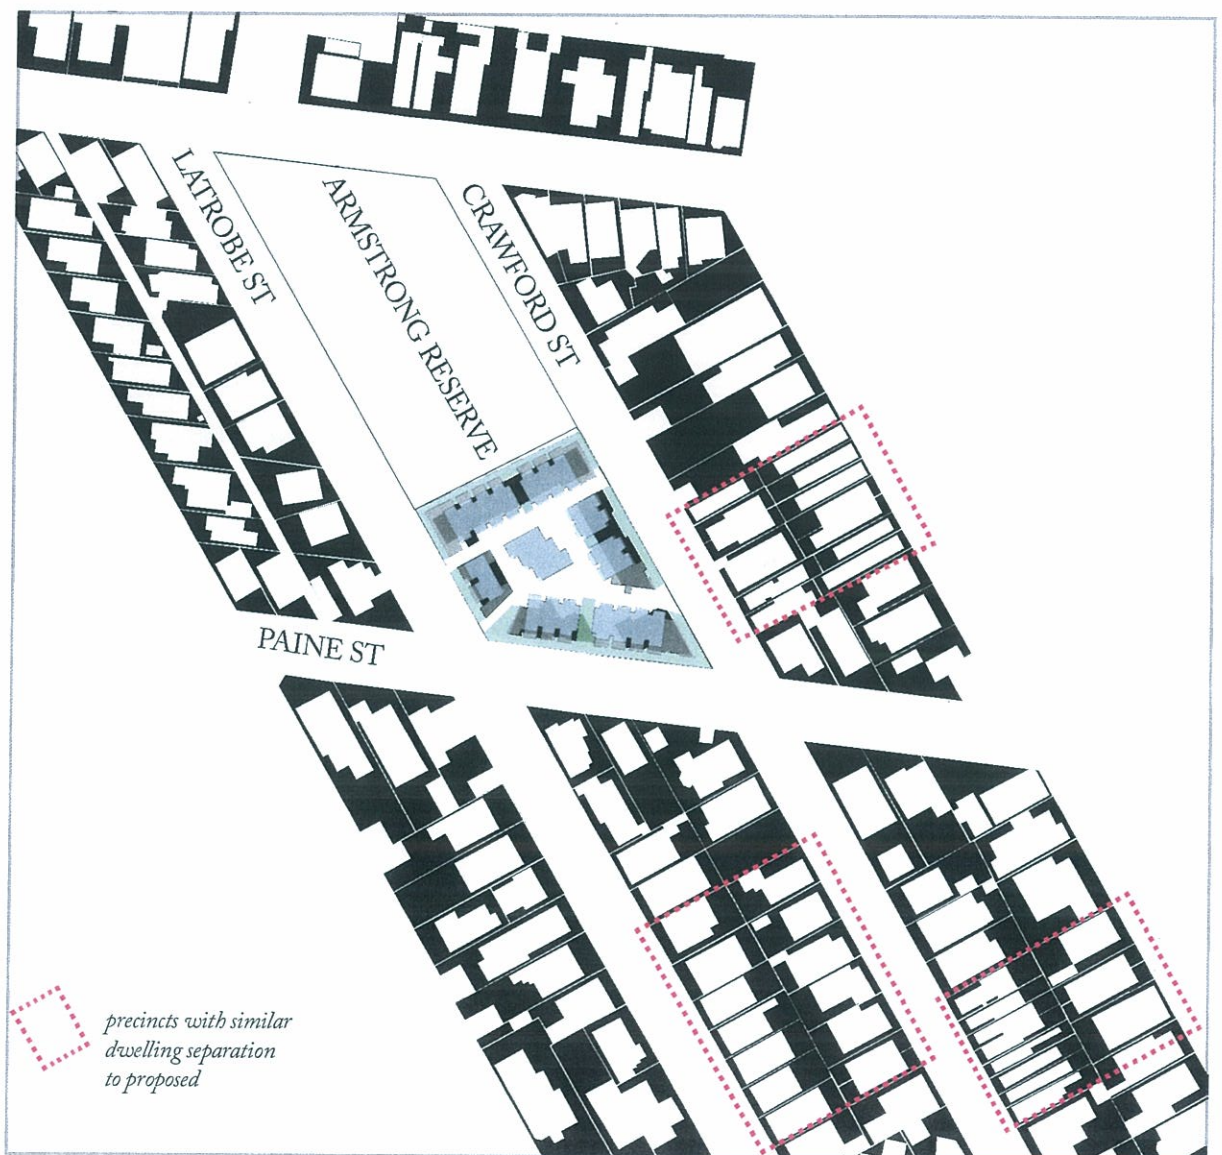 LATROBE ST
ARMSTRONG RESERVE
CRAWFORD ST
PAINE ST
precincts with similar
dwelling separation
to proposed